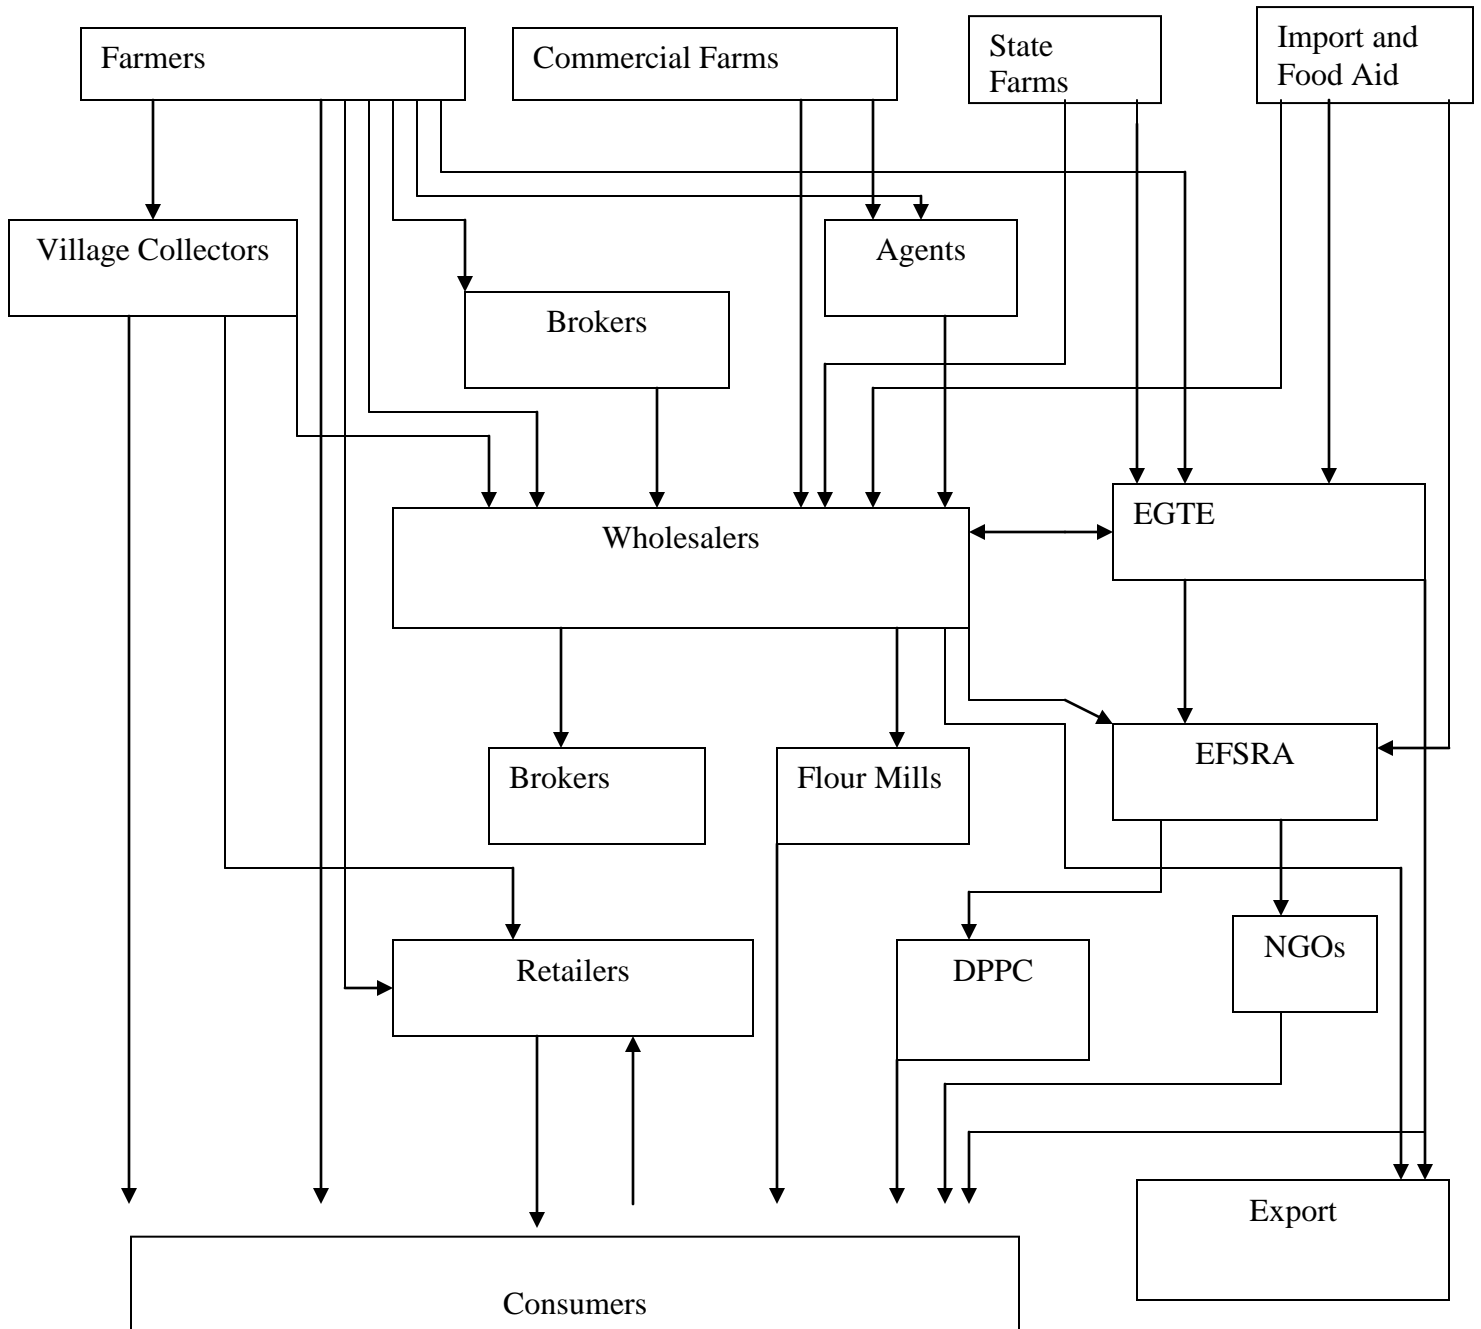 Farmers
Commercial Farms
State
Farms
Import and
Food Aid
Village Collectors
Agents
Brokers
EGTE
Wholesalers
EFSRA
Brokers
Flour Mills
NGOs
Retailers
DPPC
Export
Consumers